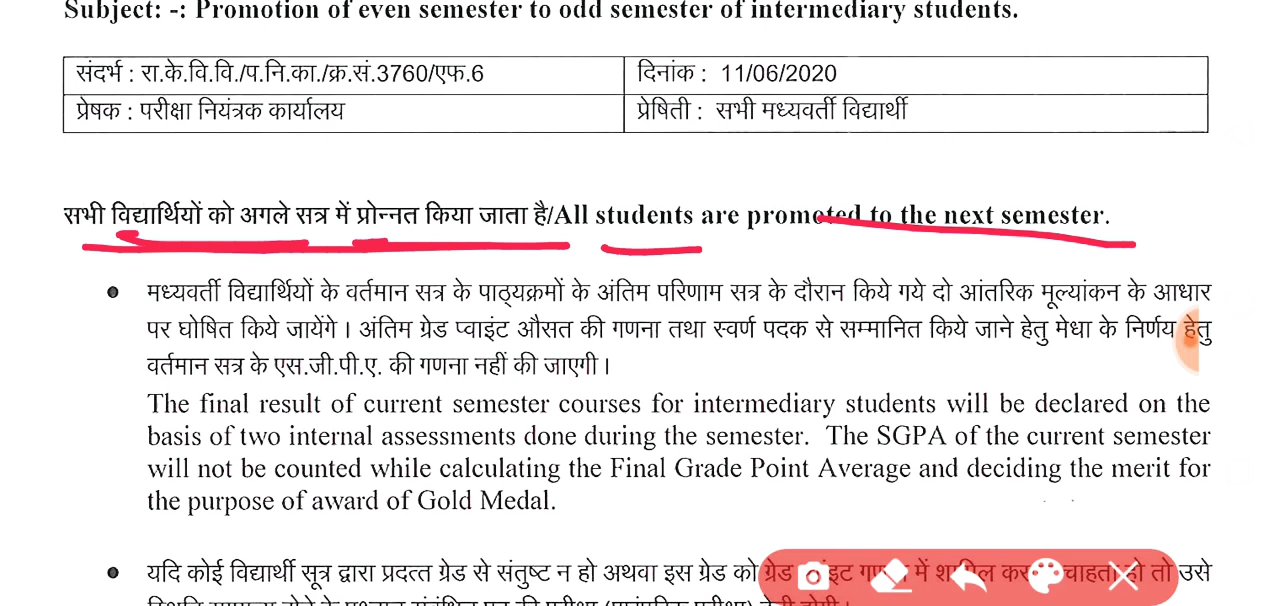 Subject: -: Promotion of even semester to odd semester of intermediary students.
संदर्भ : रा.के.वि.वि./प.नि.का./क्र.सं.3760/एफ.6
दिनांक : 11/06/2020
प्रेषक : परीक्षा नियंत्रक कार्यालय
प्रेषिती : सभी मध्यवर्ती विद्यार्थी
सभी विद्यार्थियों को अगले सत्र में प्रोन्नत किया जाता है/All students are promoted to the next semester.
• मध्यवर्ती विद्यार्थियों के वर्तमान सत्र के पाठ्यक्रमों के अंतिम परिणाम सत्र के दौरान किये गये दो आंतरिक मूल्यांकन के आधार
पर घोषित किये जायेंगे। अंतिम ग्रेड प्वाइंट औसत की गणना तथा स्वर्ण पदक से सम्मानित किये जाने हेतु मेधा के निर्णय हेतु
वर्तमान सत्र के एस.जी.पी.ए. की गणना नहीं की जाएगी।
The final result of current semester courses for intermediary students will be declared on the
basis of two internal assessments done during the semester. The SGPA of the current semester
will not be counted while calculating the Final Grade Point Average and deciding the merit for
the purpose of award of Gold Medal.
• यदि कोई विद्यार्थी सूत्र द्वारा प्रदत्त ग्रेड से संतुष्ट न हो अथवा इस ग्रेड को ग्रेड में चाहता हो तो उसे